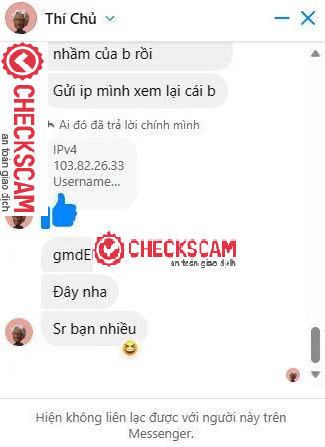 Thí Chủ
nhầm của b rồi
Gửi ip mình xem lại cái b
Ai đó đã trả lời chính mình
IPv4
103.82.26.33
Username...
CHECKSCAM
an toàn giao dịch
gmdE
CHECKSCAM
an toàn giao dịch
Đây nha
Sr bạn nhiều
Hiện không liên lạc được với người này trên
Messenger.